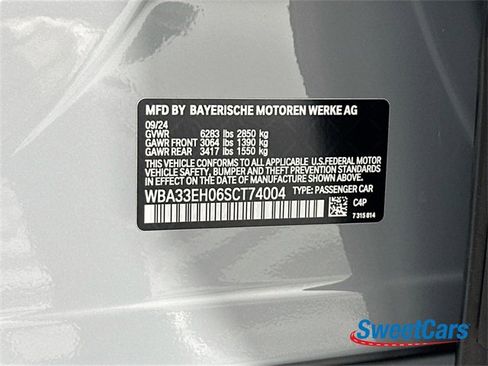 MFD BY BAYERISCHE MOTOREN WERKE AG
09/24
GVWR 6283 lbs 2850 kg
GAWR FRONT 3064 lbs 1390 kg
GAWR REAR 3417 lbs 1550 kg
THIS VEHICLE CONFORMS TO ALL APPLICABLE U.S.FEDERAL MOTOR
VEHICLE SAFETY, BUMPER, AND THEFT PREVENTION STANDARDS
IN EFFECT ON THE DATE OF MANUFACTURE SHOWN ABOVE.
WBA33EH06SCT74004 TYPE: PASSENGER CAR
C4P
7 315 814
SweetCars